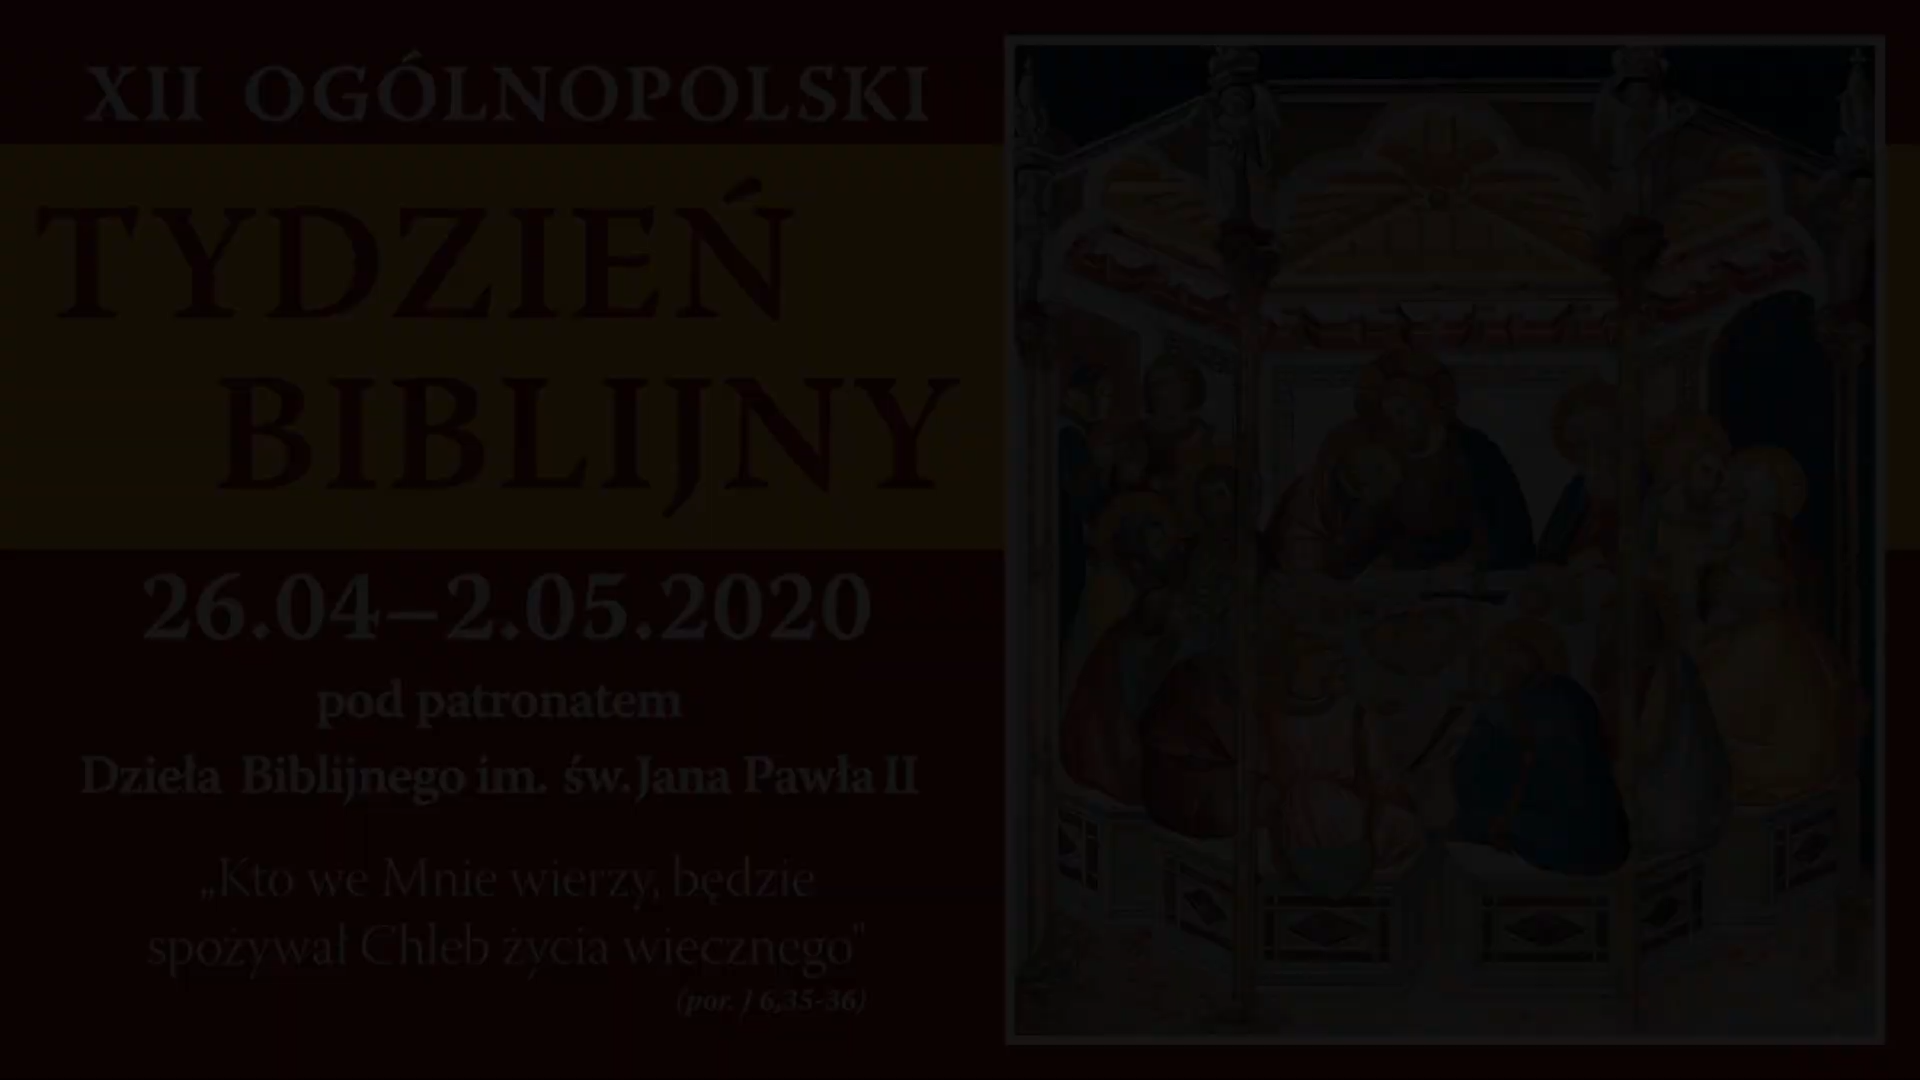 XII OGÓLNOPOLSKI
TYDZIEŃ
BIBLIJNY
26.04–2.05.2020
pod patronatem
Dzieła Biblijnego im. św. Jana Pawła II
„Kto we Mnie wierzy, będzie
spożywał Chleb życia wiecznego"
(por. J 6,35-36)